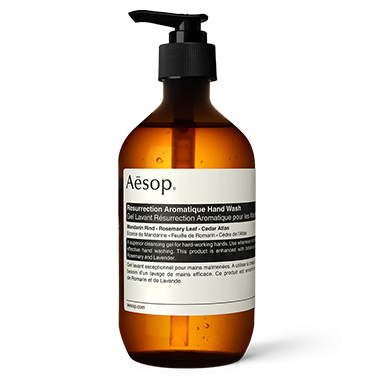 Aēsop.
Resurrection Aromatique Hand Wash
Gel Lavant Résurrection Aromatique pour les
Mandarin Rind • Rosemary Leaf • Cedar Atlas
Écorce de Mandarine • Feuille de Romarin • Cèdre de l'Atlas
A superior cleansing gel for hard-working hands. Use whenever
effective hand washing. This product is enhanced with
Rosemary and Lavender.
Gel lavant exceptionnel pour mains malmenées. À utiliser à
besoin d'un lavage de mains efficace. Ce produit est
de Romarin et de Lavande.
aesop.com